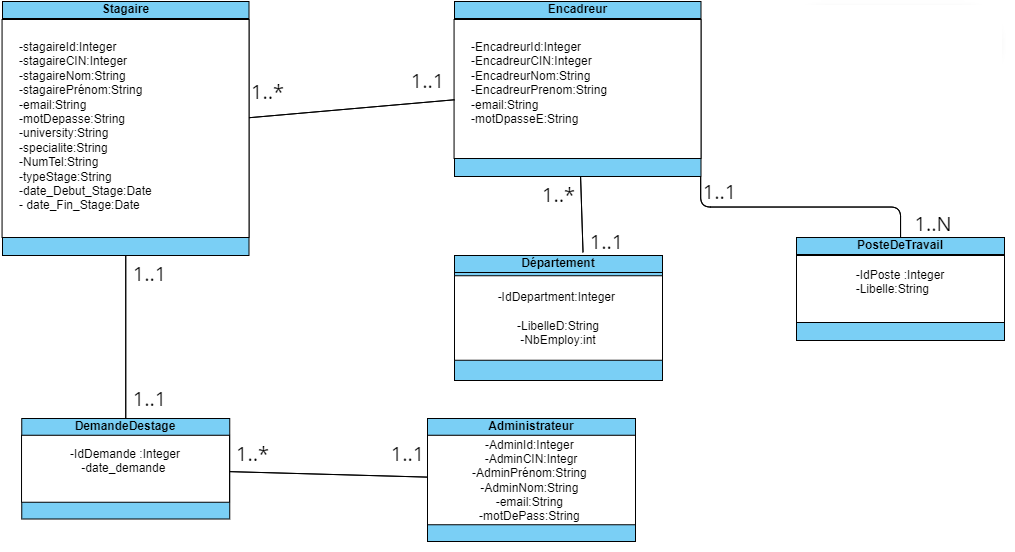 Stagaire
-stagaireId:Integer
-stagaireCIN:Integer
-stagaireNom:String
-stagairePrénom:String
-email:String
-motDepasse:String
-university:String
-specialite:String
-NumTel:String
-typeStage:String
-date_Debut_Stage:Date
- date_Fin_Stage:Date
1..*
1..1
Encadreur
-EncadreurId:Integer
-EncadreurCIN:Integer
-EncadreurNom:String
-EncadreurPrenom:String
-email:String
-motDpasseE:String
1..*
1..1
1..1
1..N
Département
-IdDepartment:Integer
-LibelleD:String
-NbEmploy:int
PosteDeTravail
-IdPoste :Integer
-Libelle:String
1..1
1..1
DemandeDestage
-IdDemande :Integer
-date_demande
1..*
1..1
Administrateur
-AdminId:Integer
-AdminCIN:Integr
-AdminPrénom:String
-AdminNom:String
-email:String
-motDePass:String